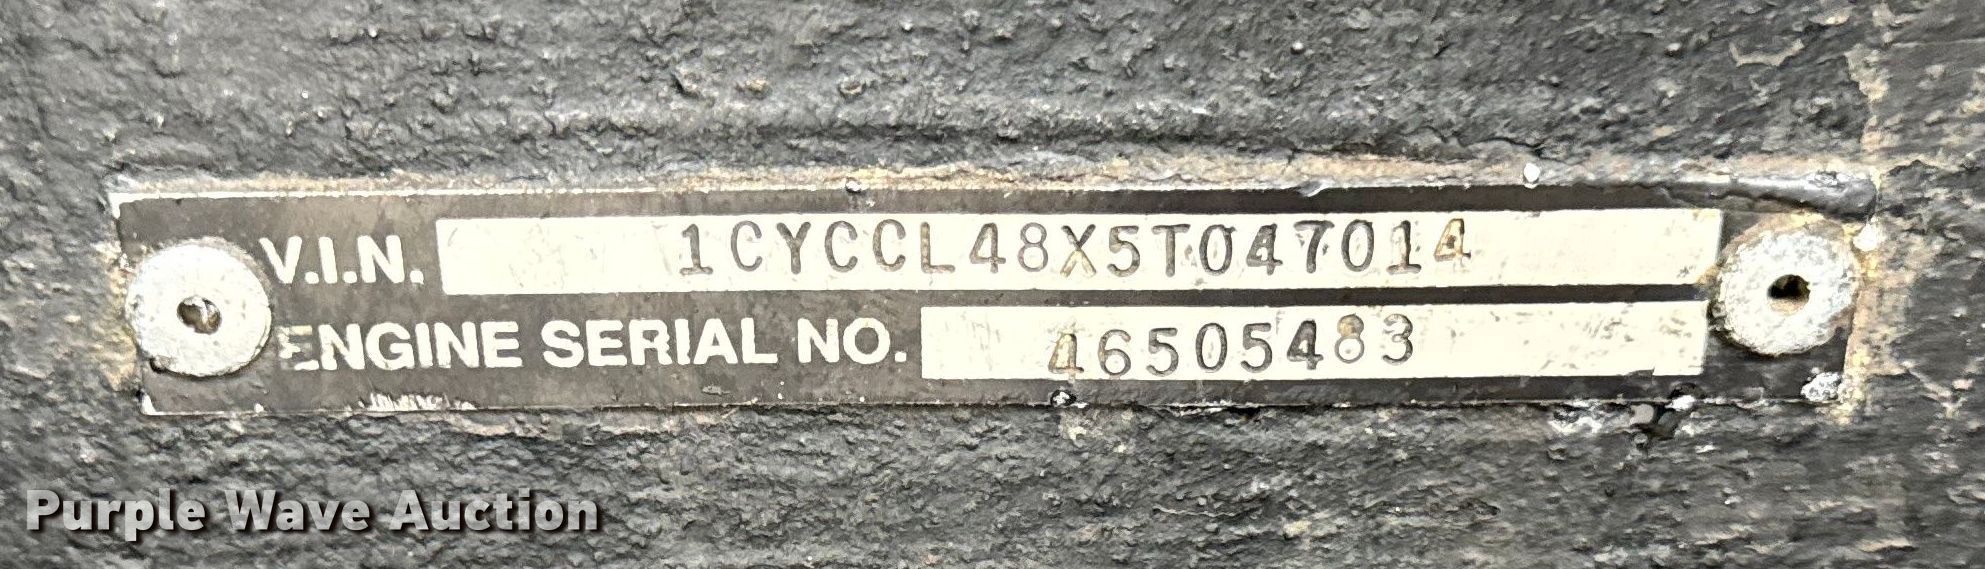 V.I.N. 1CYCCL48X5T047014
ENGINE SERIAL NO. 46505483
Purple Wave Auction